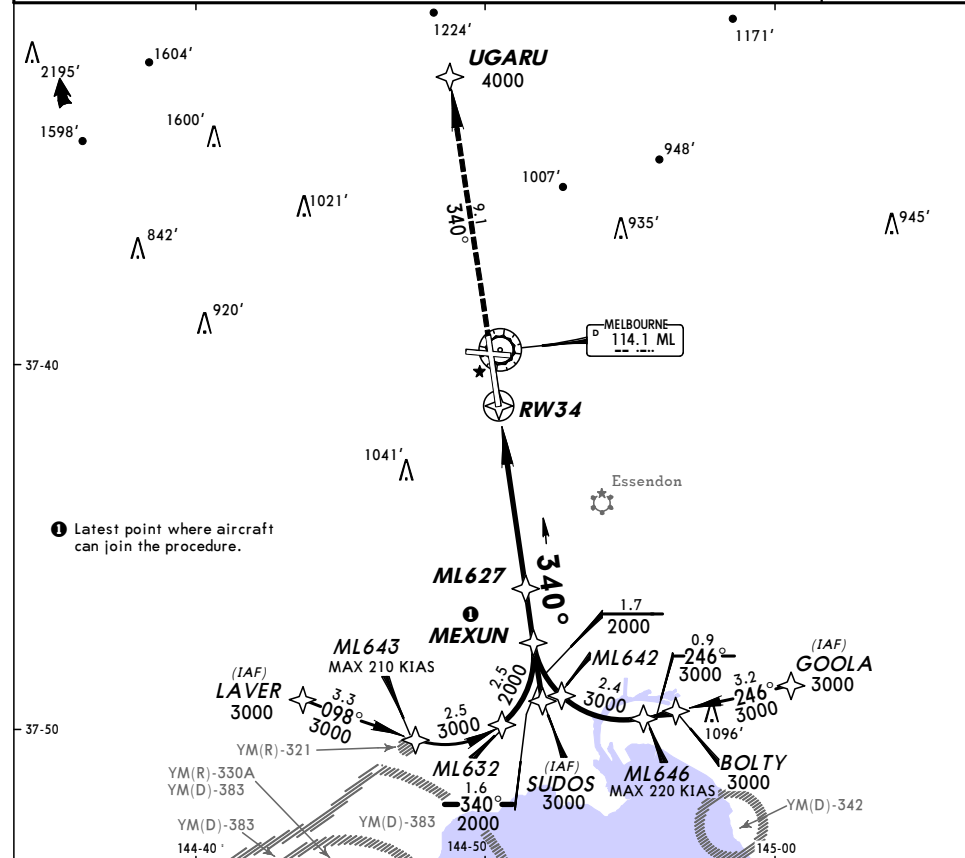 1224'
1171'
UGARU
4000
1604'
2195'
1598'
1600'
948'
1007'
1021'
935'
945'
842'
9.1
340°
920'
MELBOURNE
D 114.1 ML
37-40
RW34
1041'
Essendon
1 Latest point where aircraft
can join the procedure.
340°
ML627
1
MEXUN
1.7
2000
ML643
MAX 210 KIAS
ML642
0.9
246°
3000
(IAF)
GOOLA
3000
(IAF)
LAVER
3000
3.3
098°
3000
2.5
3000
2.5
2000
2.4
3000
3.2
246°
3000
1096'
37-50
YM(R)-321
ML632
(IAF)
SUDOS
3000
ML646
MAX 220 KIAS
BOLTY
3000
YM(R)-330A
YM(D)-383
1.6
340°
2000
YM(D)-383
YM(D)-383
YM(D)-342
144-40
144-50
145-00